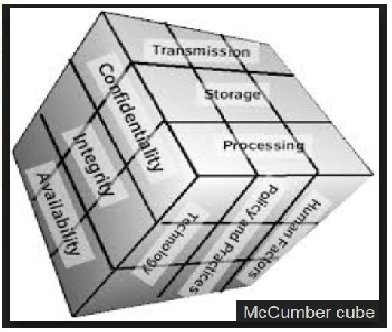 Transmission
Storage
Processing
Confidentiality
Integrity
Availability
Technology
Policy and Practices
Human Factors
McCumber cube